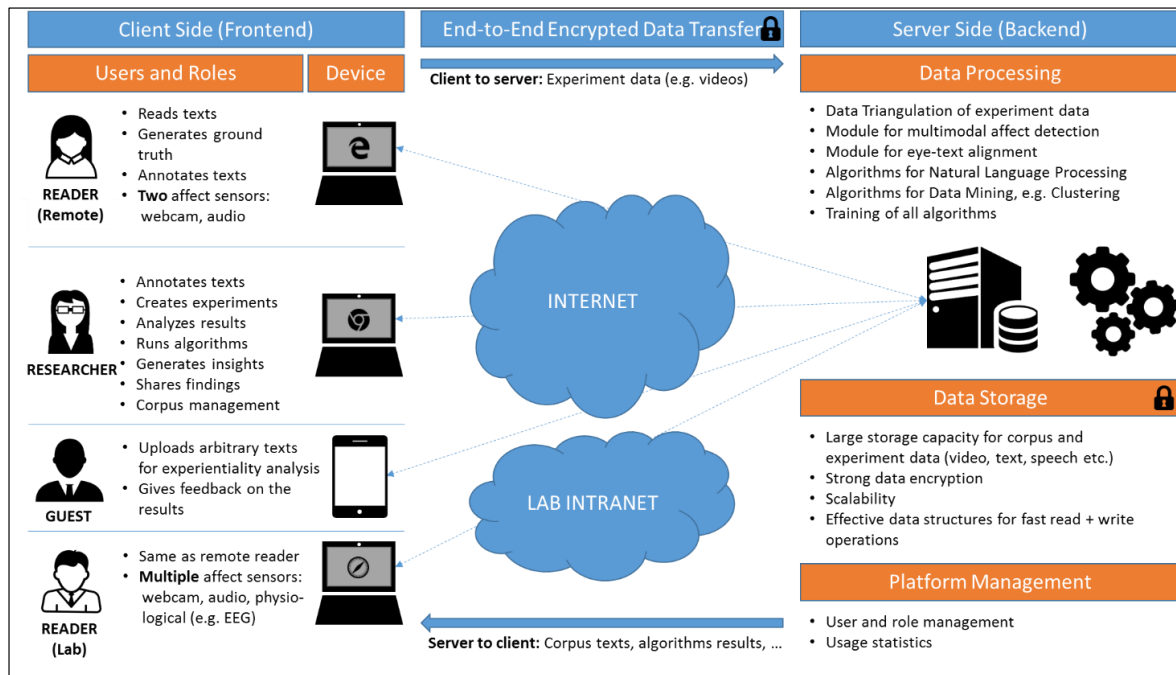 Client Side (Frontend)
End-to-End Encrypted Data Transfer
Server Side (Backend)
Users and Roles
Device
Client to server: Experiment data (e.g. videos)
Data Processing
• Reads texts
• Generates ground
truth
• Annotates texts
• Two affect sensors:
webcam, audio
READER
(Remote)
• Data Triangulation of experiment data
• Module for multimodal affect detection
• Module for eye-text alignment
• Algorithms for Natural Language Processing
• Algorithms for Data Mining, e.g. Clustering
• Training of all algorithms
• Annotates texts
• Creates experiments
• Analyzes results
• Runs algorithms
• Generates insights
• Shares findings
• Corpus management
RESEARCHER
INTERNET
Data Storage
• Large storage capacity for corpus and
experiment data (video, text, speech etc.)
• Strong data encryption
• Scalability
• Effective data structures for fast read + write
operations
• Uploads arbitrary texts
for experientiality analysis
• Gives feedback on the
results
GUEST
LAB INTRANET
• Same as remote reader
• Multiple affect sensors:
webcam, audio, physio-
logical (e.g. EEG)
READER
(Lab)
Server to client: Corpus texts, algorithms results, ...
Platform Management
• User and role management
• Usage statistics